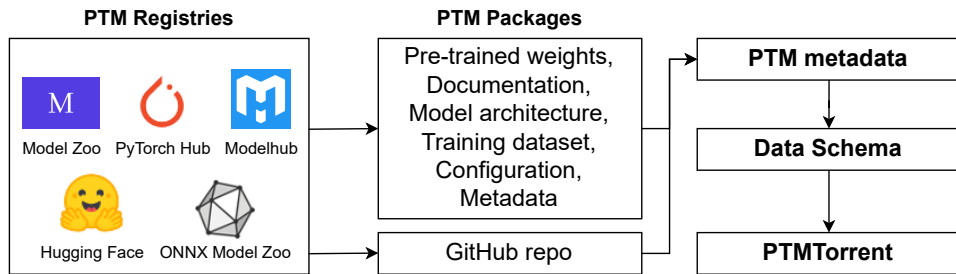 PTM Registries
PTM Packages
M
Model Zoo
PyTorch Hub
Modelhub
Hugging Face
ONNX Model Zoo
Pre-trained weights,
Documentation,
Model architecture,
Training dataset,
Configuration,
Metadata
GitHub repo
PTM metadata
Data Schema
PTMTorrent